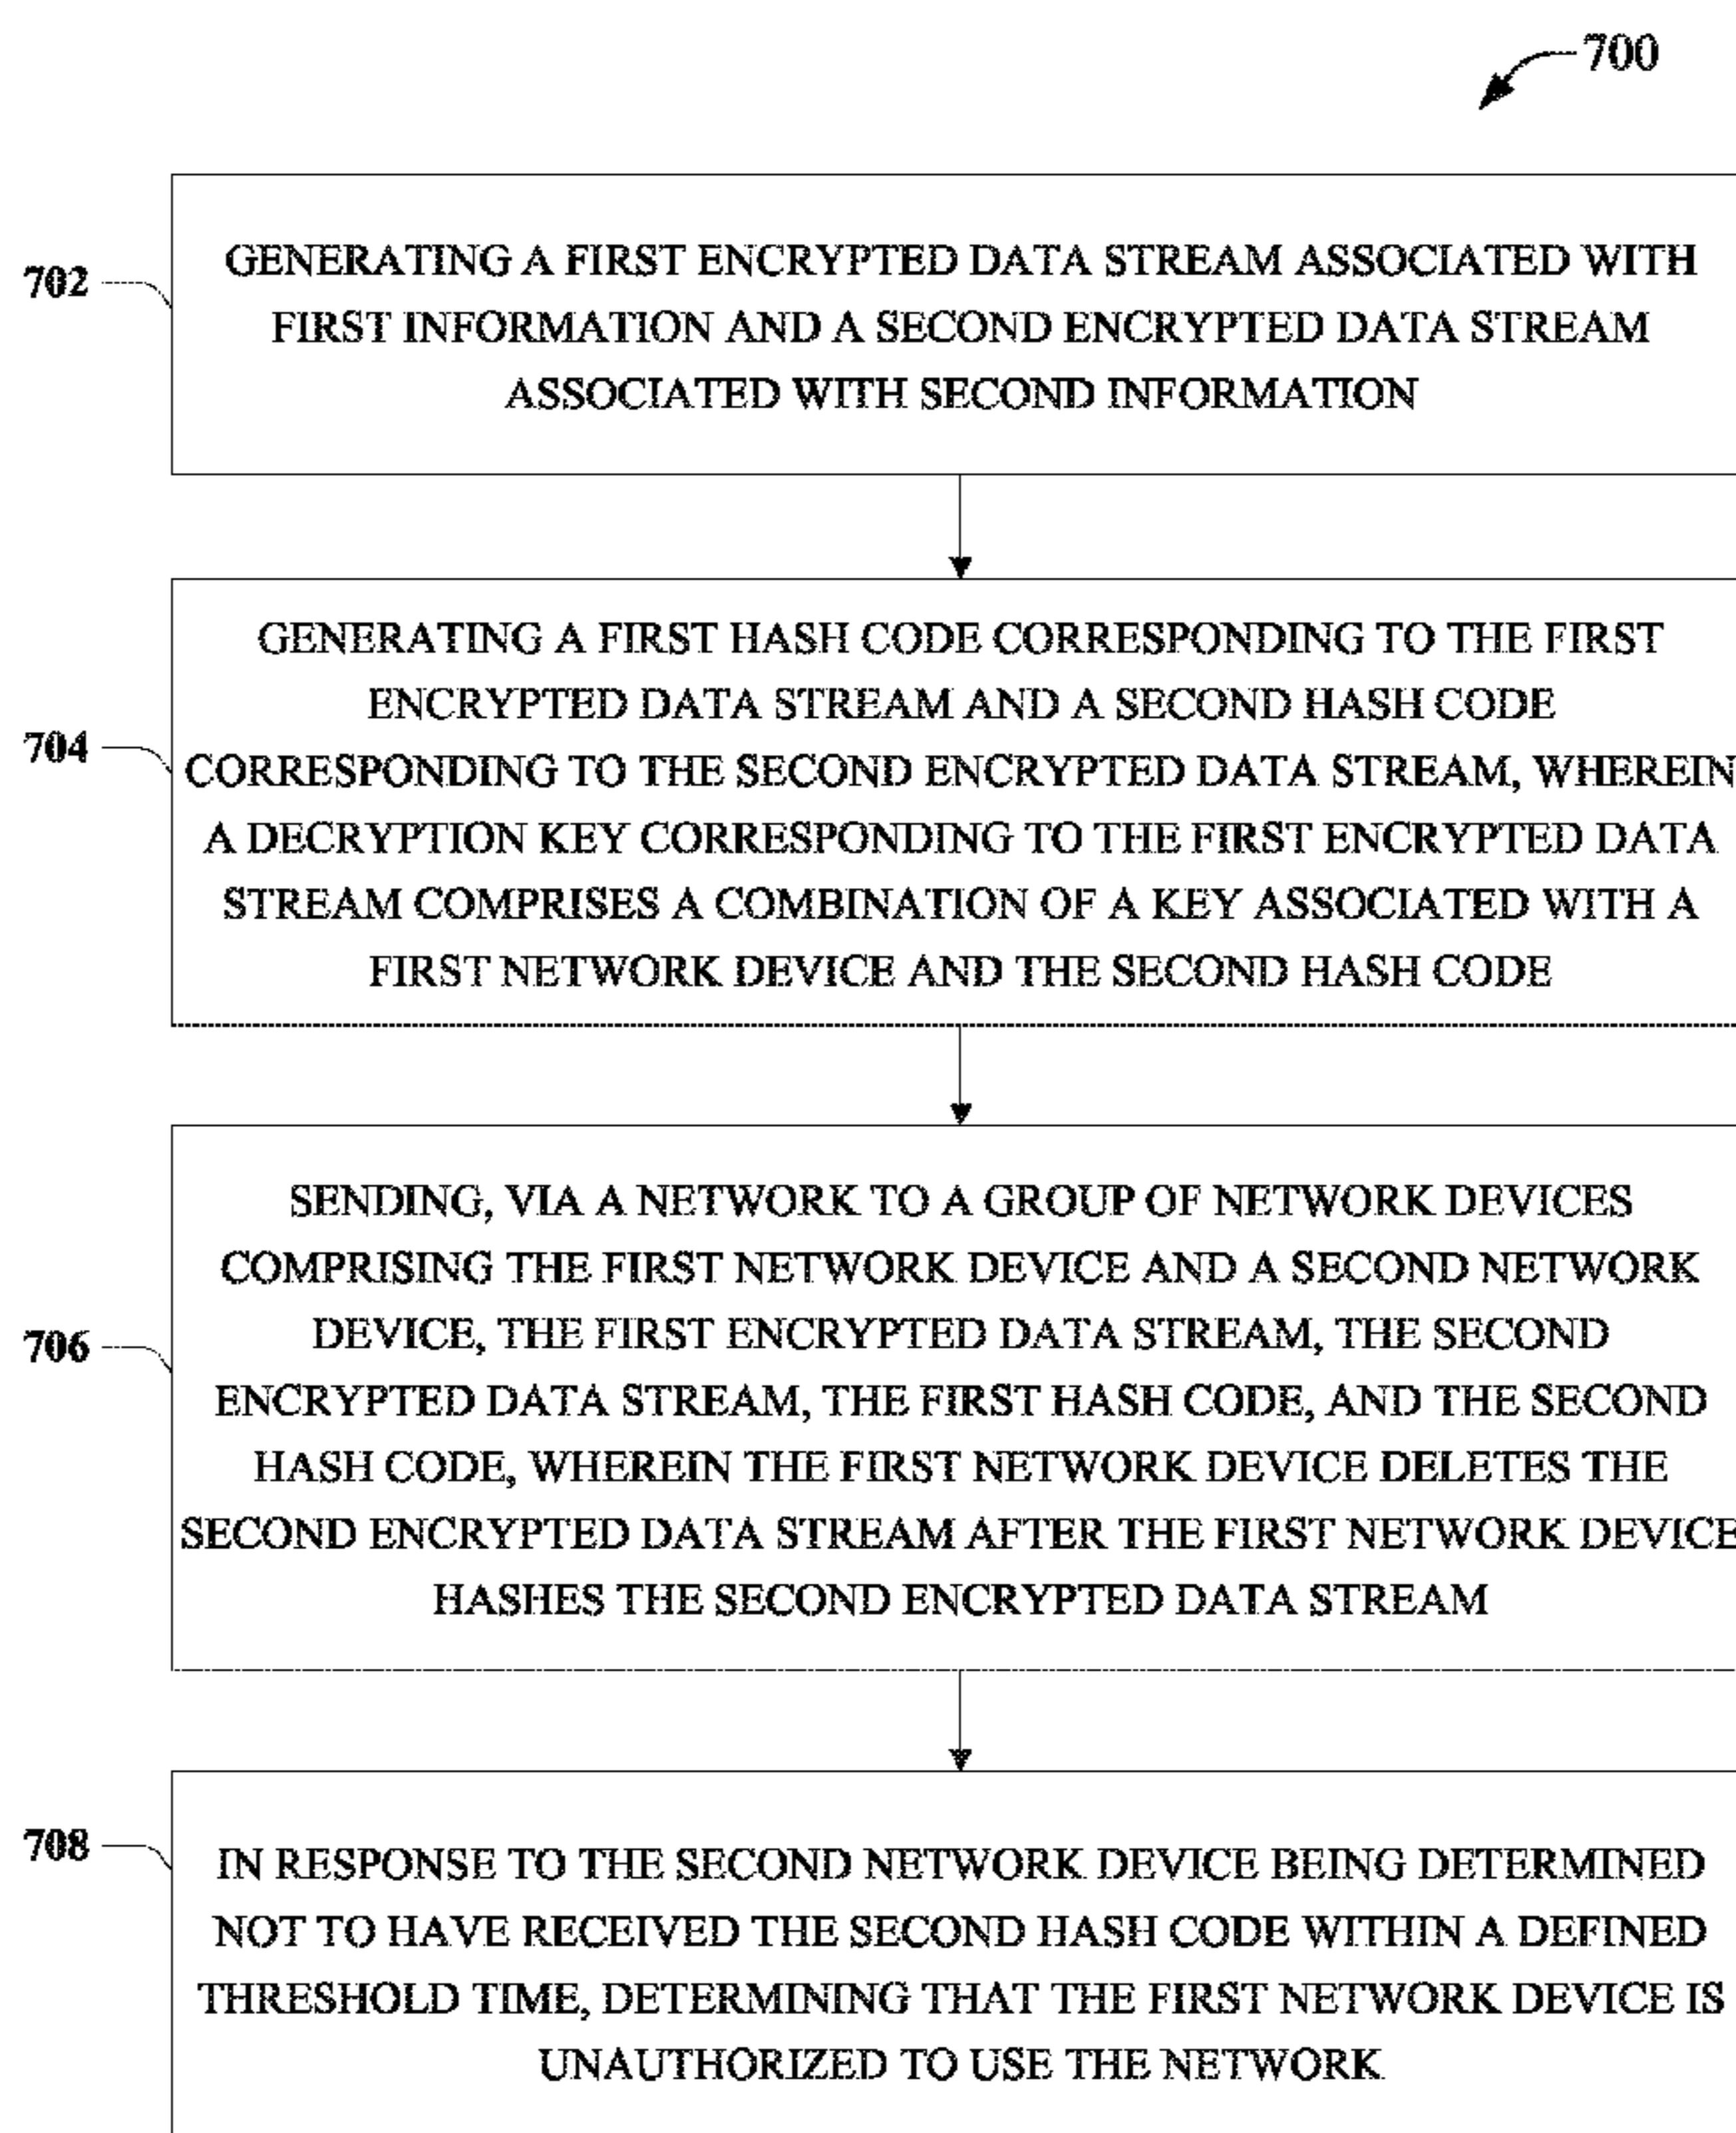 700
702
GENERATING A FIRST ENCRYPTED DATA STREAM ASSOCIATED WITH
FIRST INFORMATION AND A SECOND ENCRYPTED DATA STREAM
ASSOCIATED WITH SECOND INFORMATION
704
GENERATING A FIRST HASH CODE CORRESPONDING TO THE FIRST
ENCRYPTED DATA STREAM AND A SECOND HASH CODE
CORRESPONDING TO THE SECOND ENCRYPTED DATA STREAM, WHEREIN
A DECRYPTION KEY CORRESPONDING TO THE FIRST ENCRYPTED DATA
STREAM COMPRISES A COMBINATION OF A KEY ASSOCIATED WITH A
FIRST NETWORK DEVICE AND THE SECOND HASH CODE
706
SENDING, VIA A NETWORK TO A GROUP OF NETWORK DEVICES
COMPRISING THE FIRST NETWORK DEVICE AND A SECOND NETWORK
DEVICE, THE FIRST ENCRYPTED DATA STREAM, THE SECOND
ENCRYPTED DATA STREAM, THE FIRST HASH CODE, AND THE SECOND
HASH CODE, WHEREIN THE FIRST NETWORK DEVICE DELETES THE
SECOND ENCRYPTED DATA STREAM AFTER THE FIRST NETWORK DEVICE
HASHES THE SECOND ENCRYPTED DATA STREAM
708
IN RESPONSE TO THE SECOND NETWORK DEVICE BEING DETERMINED
NOT TO HAVE RECEIVED THE SECOND HASH CODE WITHIN A DEFINED
THRESHOLD TIME, DETERMINING THAT THE FIRST NETWORK DEVICE IS
UNAUTHORIZED TO USE THE NETWORK